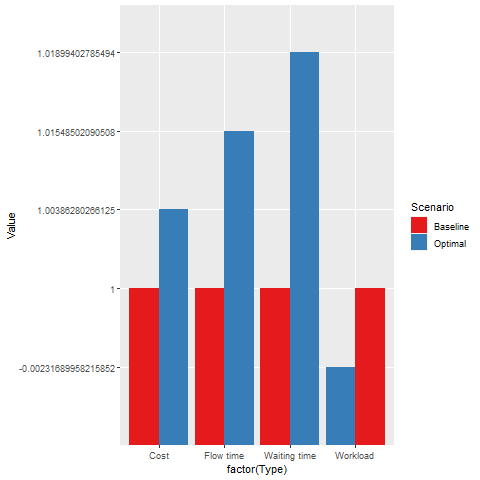 1.01899402785494
1.01548502090508
1.00386280266125
1
-0.00231689958215852
Value
Cost
Flow time
Waiting time
Workload
factor(Type)
Scenario
Baseline
Optimal